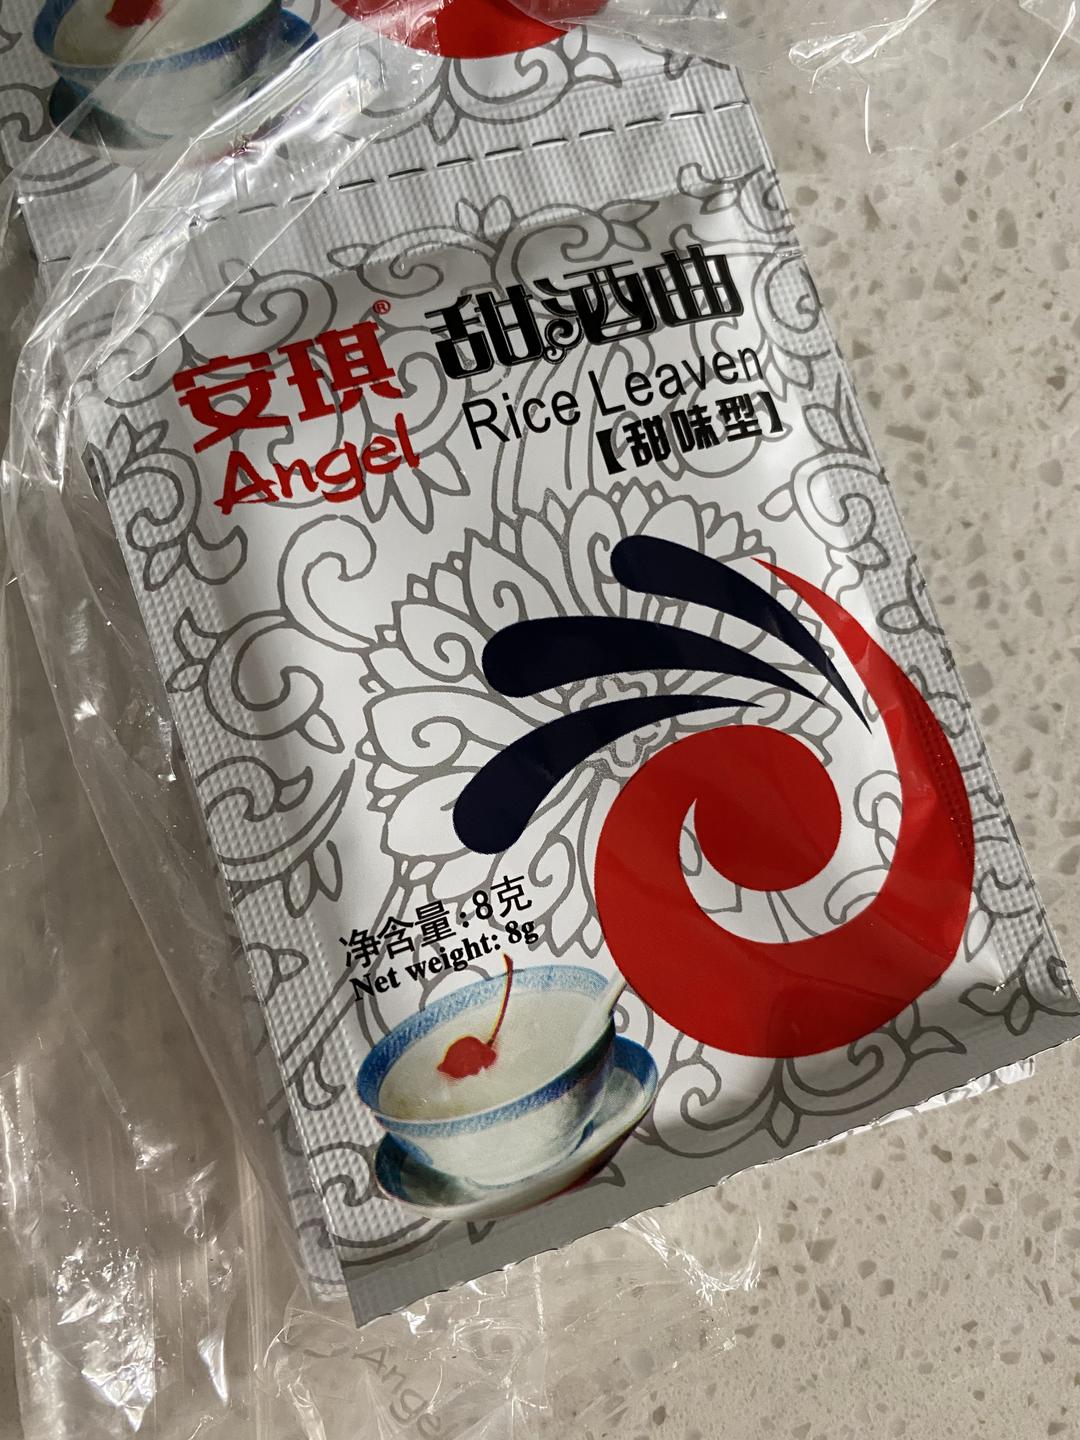 安琪®
Angel
甜酒曲
Rice Leaven
【甜味型】
净含量:8克
Net weight: 8g
Ange